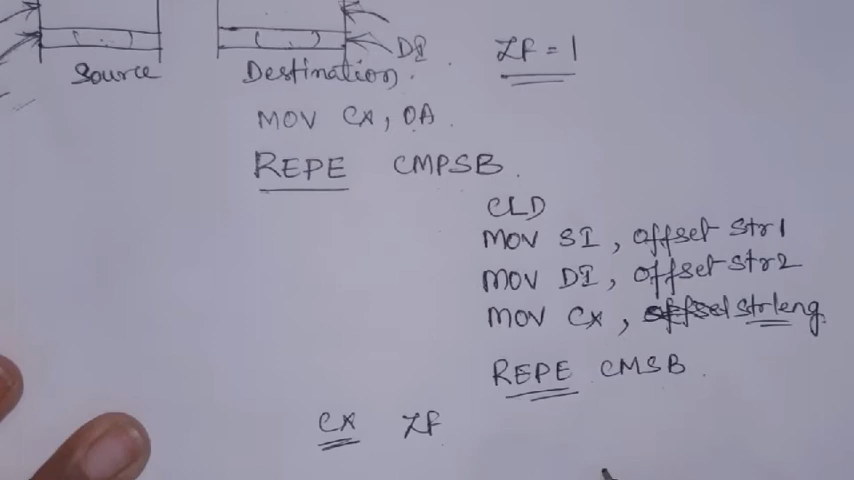 DI
ZF = 1
Source
Destination.
MOV CX, 0A
REPE CMPSB.
CLD
MOV SI, offset Str1
MOV DI, offset Str2
MOV CX, offset strleng
REPE CMSB.
CX ZF